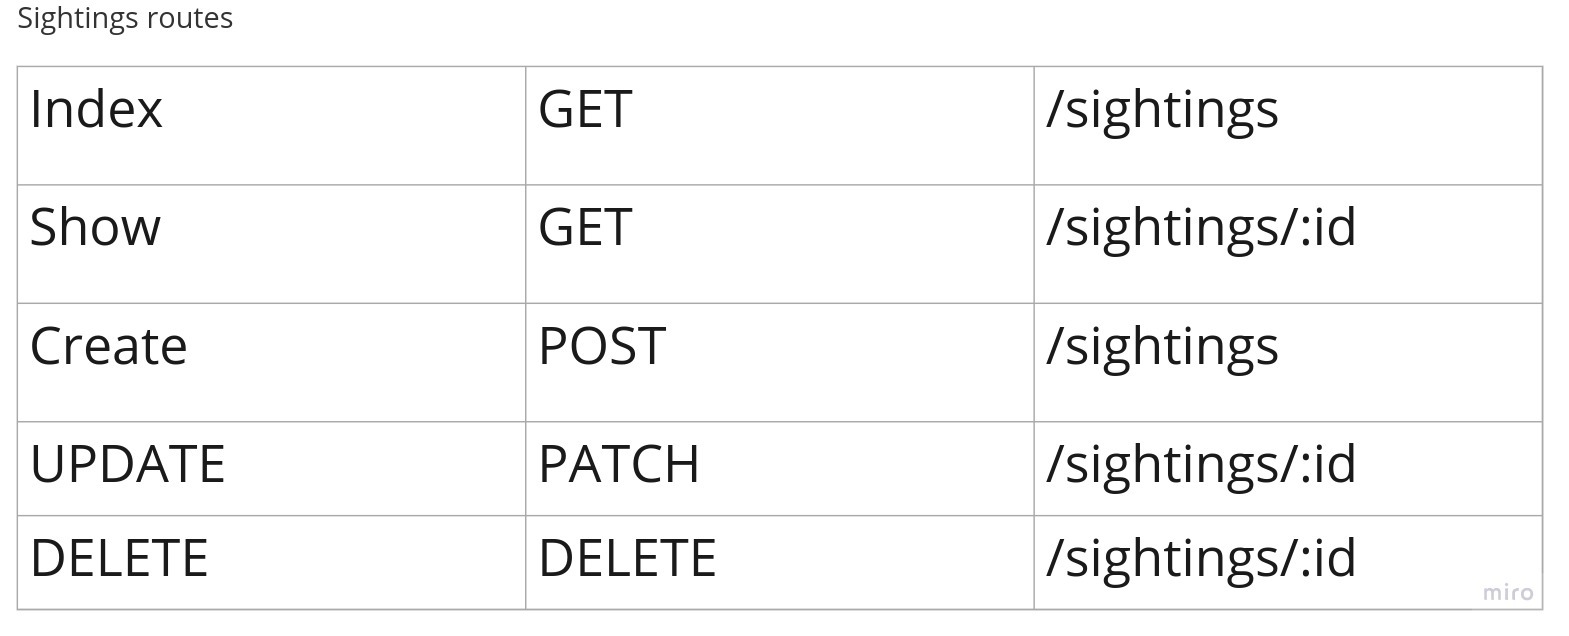 Sightings routes
Index GET /sightings
Show GET /sightings/:id
Create POST /sightings
UPDATE PATCH /sightings/:id
DELETE DELETE /sightings/:id
miro